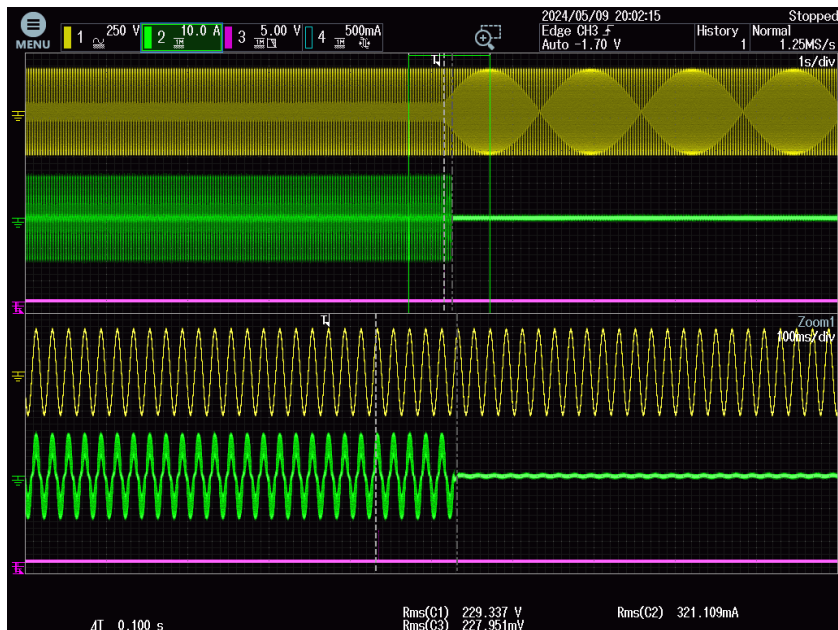 2024/05/09 20:02:15 Stopped
MENU 1 250 V 2 10.0 A 3 5.00 V 4 500mA Edge CH3 History Normal
Auto -1.70 V 1 1.25MS/s
1s/div
T
T
Zoom1
100ms/div
Rms(C1) 229.337 V Rms(C2) 321.109mA
ΔT 0.100 s Rms(C3) 227.951mV